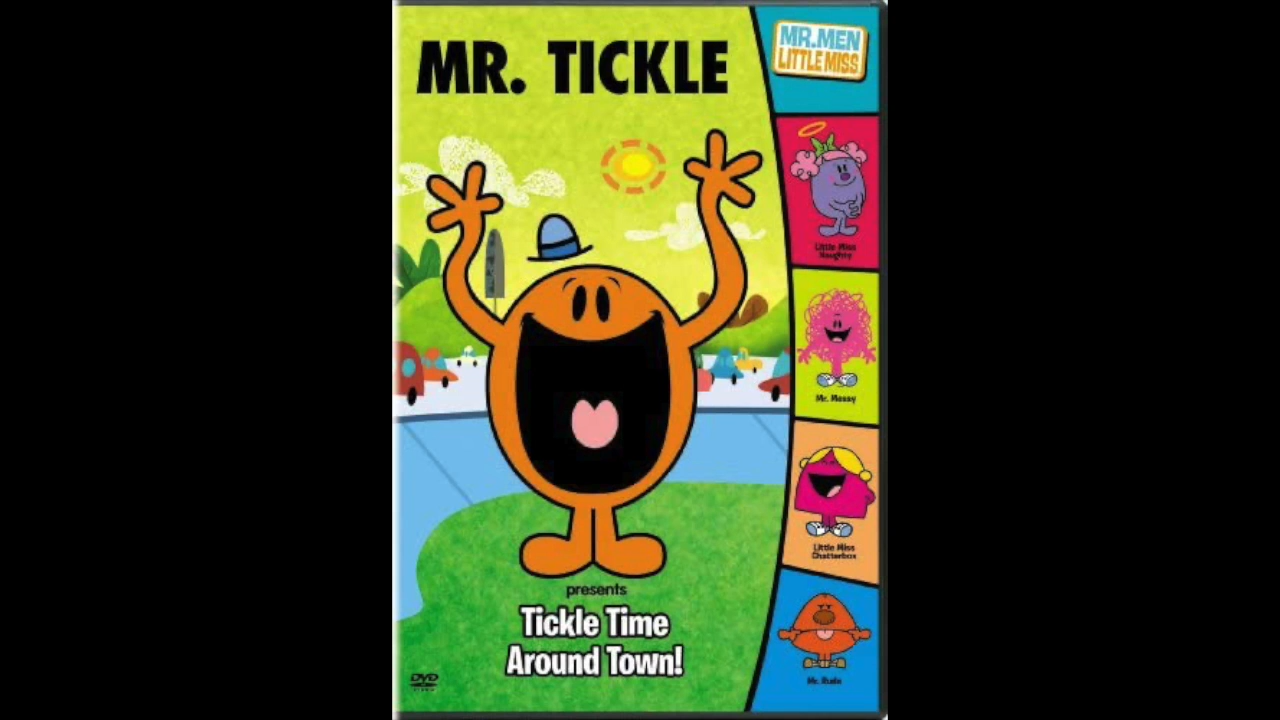 MR. TICKLE
MR. MEN
LITTLE MISS
Little Miss
Naughty
Mr. Messy
Little Miss
Chatterbox
Mr. Rude
presents
Tickle Time
Around Town!
DVD
VIDEO